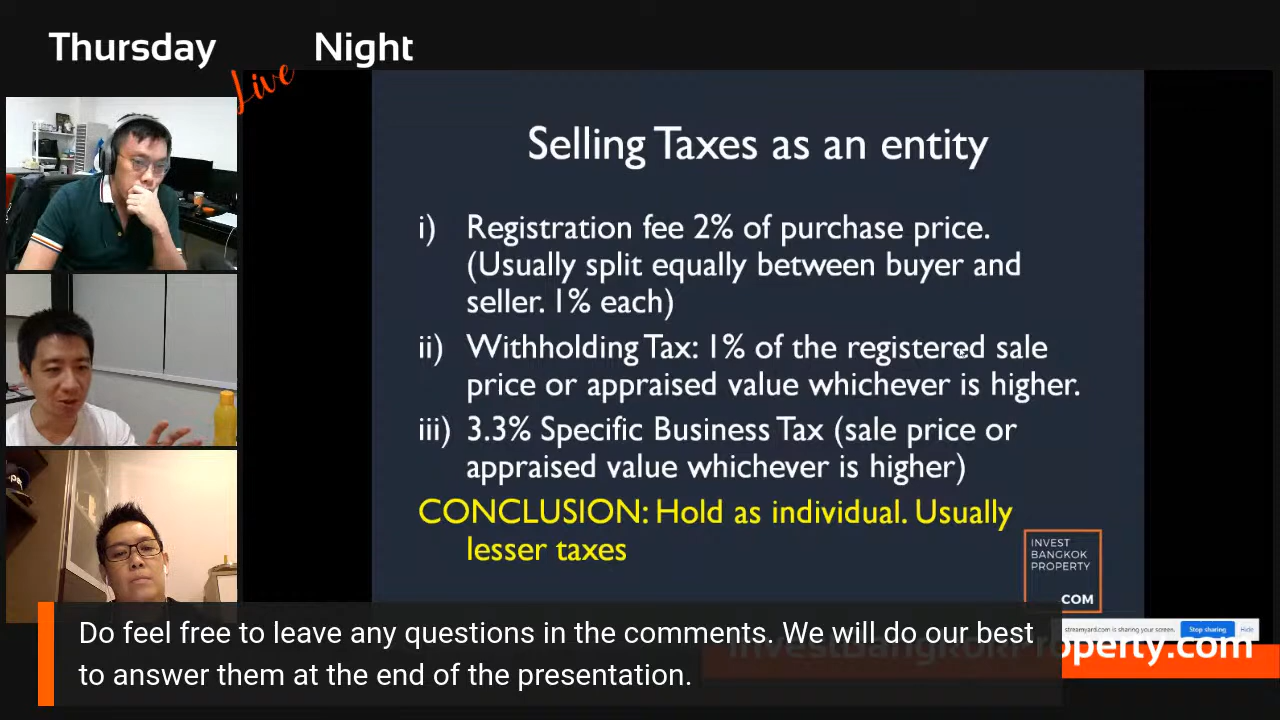 Thursday Live Night
Selling Taxes as an entity
i) Registration fee 2% of purchase price.
(Usually split equally between buyer and
seller. 1% each)
ii) Withholding Tax: 1% of the registered sale
price or appraised value whichever is higher.
iii) 3.3% Specific Business Tax (sale price or
appraised value whichever is higher)
CONCLUSION: Hold as individual. Usually
lesser taxes
INVEST
BANGKOK
PROPERTY
.COM
streamyard.com is sharing your screen. Stop sharing Hide
InvestBangkokProperty.com
Do feel free to leave any questions in the comments. We will do our best
to answer them at the end of the presentation.